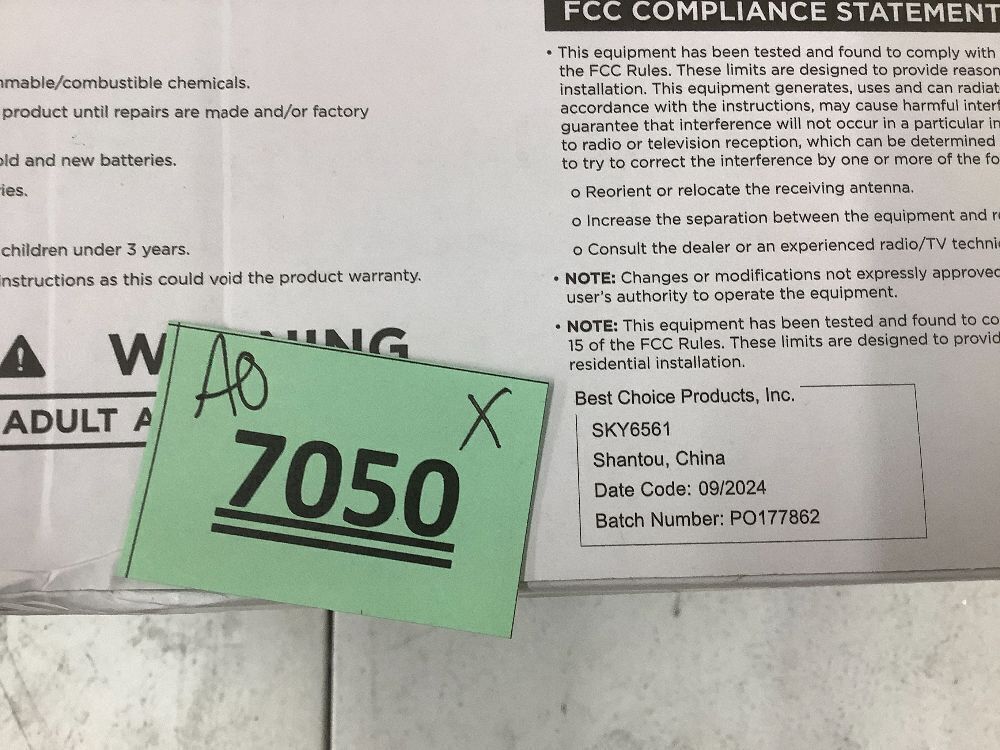 mable/combustible chemicals.
product until repairs are made and/or factory
old and new batteries.
ies.
children under 3 years.
instructions as this could void the product warranty.
ADULT
A0
X
7050
FCC COMPLIANCE STATEMENT
• This equipment has been tested and found to comply with
the FCC Rules. These limits are designed to provide reason
installation. This equipment generates, uses and can radiat
accordance with the instructions, may cause harmful interf
guarantee that interference will not occur in a particular in
to radio or television reception, which can be determined
to try to correct the interference by one or more of the fo
o Reorient or relocate the receiving antenna.
o Increase the separation between the equipment and re
o Consult the dealer or an experienced radio/TV techni
• NOTE: Changes or modifications not expressly approved
user's authority to operate the equipment.
• NOTE: This equipment has been tested and found to co
15 of the FCC Rules. These limits are designed to provid
residential installation.
Best Choice Products, Inc.
SKY6561
Shantou, China
Date Code: 09/2024
Batch Number: PO177862